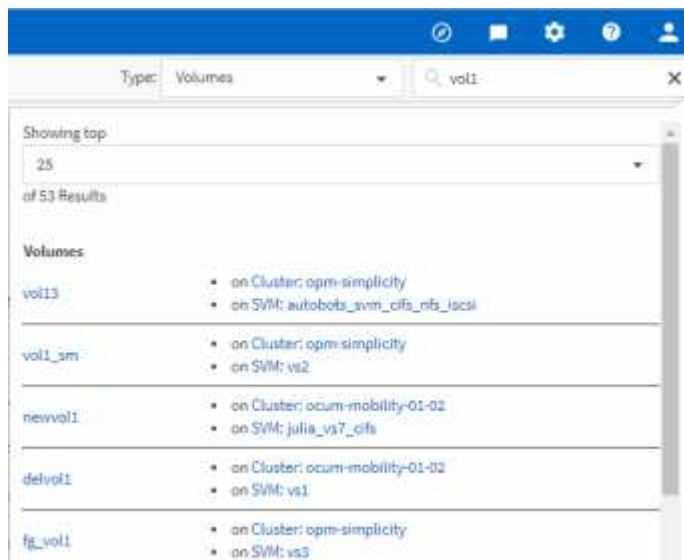 Type: Volumes vol1
Showing top
25
of 53 Results
Volumes
vol13
on Cluster: opm-simplicity
on SVM: autobots_svm_cifs_nfs_iscsi
vol1_sm
on Cluster: opm-simplicity
on SVM: vs2
newvol1
on Cluster: ocum-mobility-01-02
on SVM: julia_vs7_cifs
delvol1
on Cluster: ocum-mobility-01-02
on SVM: vs1
fg_vol1
on Cluster: opm-simplicity
on SVM: vs3